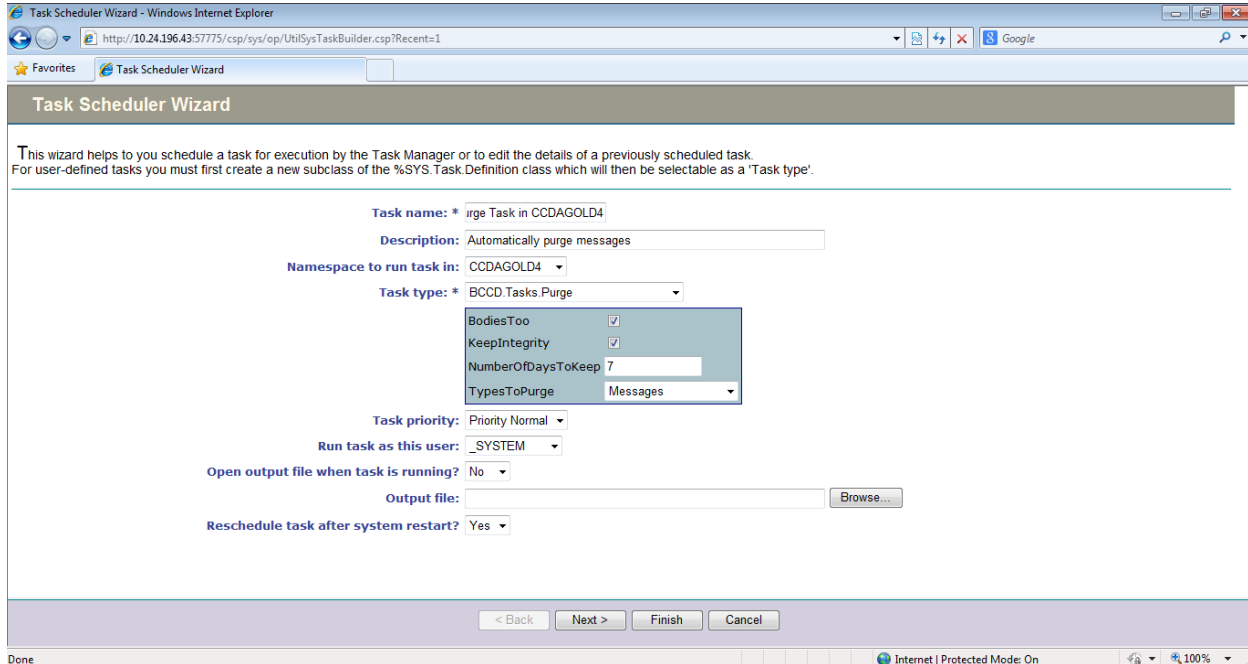 Task Scheduler Wizard - Windows Internet Explorer
http://10.24.196.43:57775/csp/sys/op/UtilSysTaskBuilder.csp?Recent=1
Google
Favorites
Task Scheduler Wizard
Task Scheduler Wizard
This wizard helps to you schedule a task for execution by the Task Manager or to edit the details of a previously scheduled task.
For user-defined tasks you must first create a new subclass of the %SYS.Task.Definition class which will then be selectable as a 'Task type'.
Task name: * urge Task in CCDAGOLD4
Description: Automatically purge messages
Namespace to run task in: CCDAGOLD4
Task type: * BCCD.Tasks.Purge
BodiesToo
KeepIntegrity
NumberOfDaysToKeep 7
TypesToPurge Messages
Task priority: Priority Normal
Run task as this user: _SYSTEM
Open output file when task is running? No
Output file: Browse...
Reschedule task after system restart? Yes
< Back Next > Finish Cancel
Done Internet | Protected Mode: On 100%